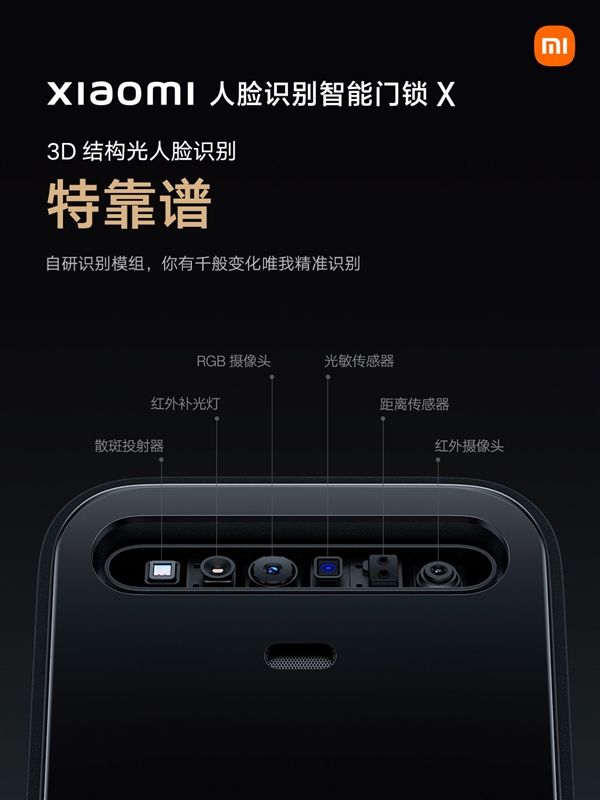 mi
xiaomi 人脸识别智能门锁 X
3D 结构光人脸识别
特靠谱
自研识别模组，你有千般变化唯我精准识别
RGB 摄像头
光敏传感器
红外补光灯
距离传感器
散斑投射器
红外摄像头